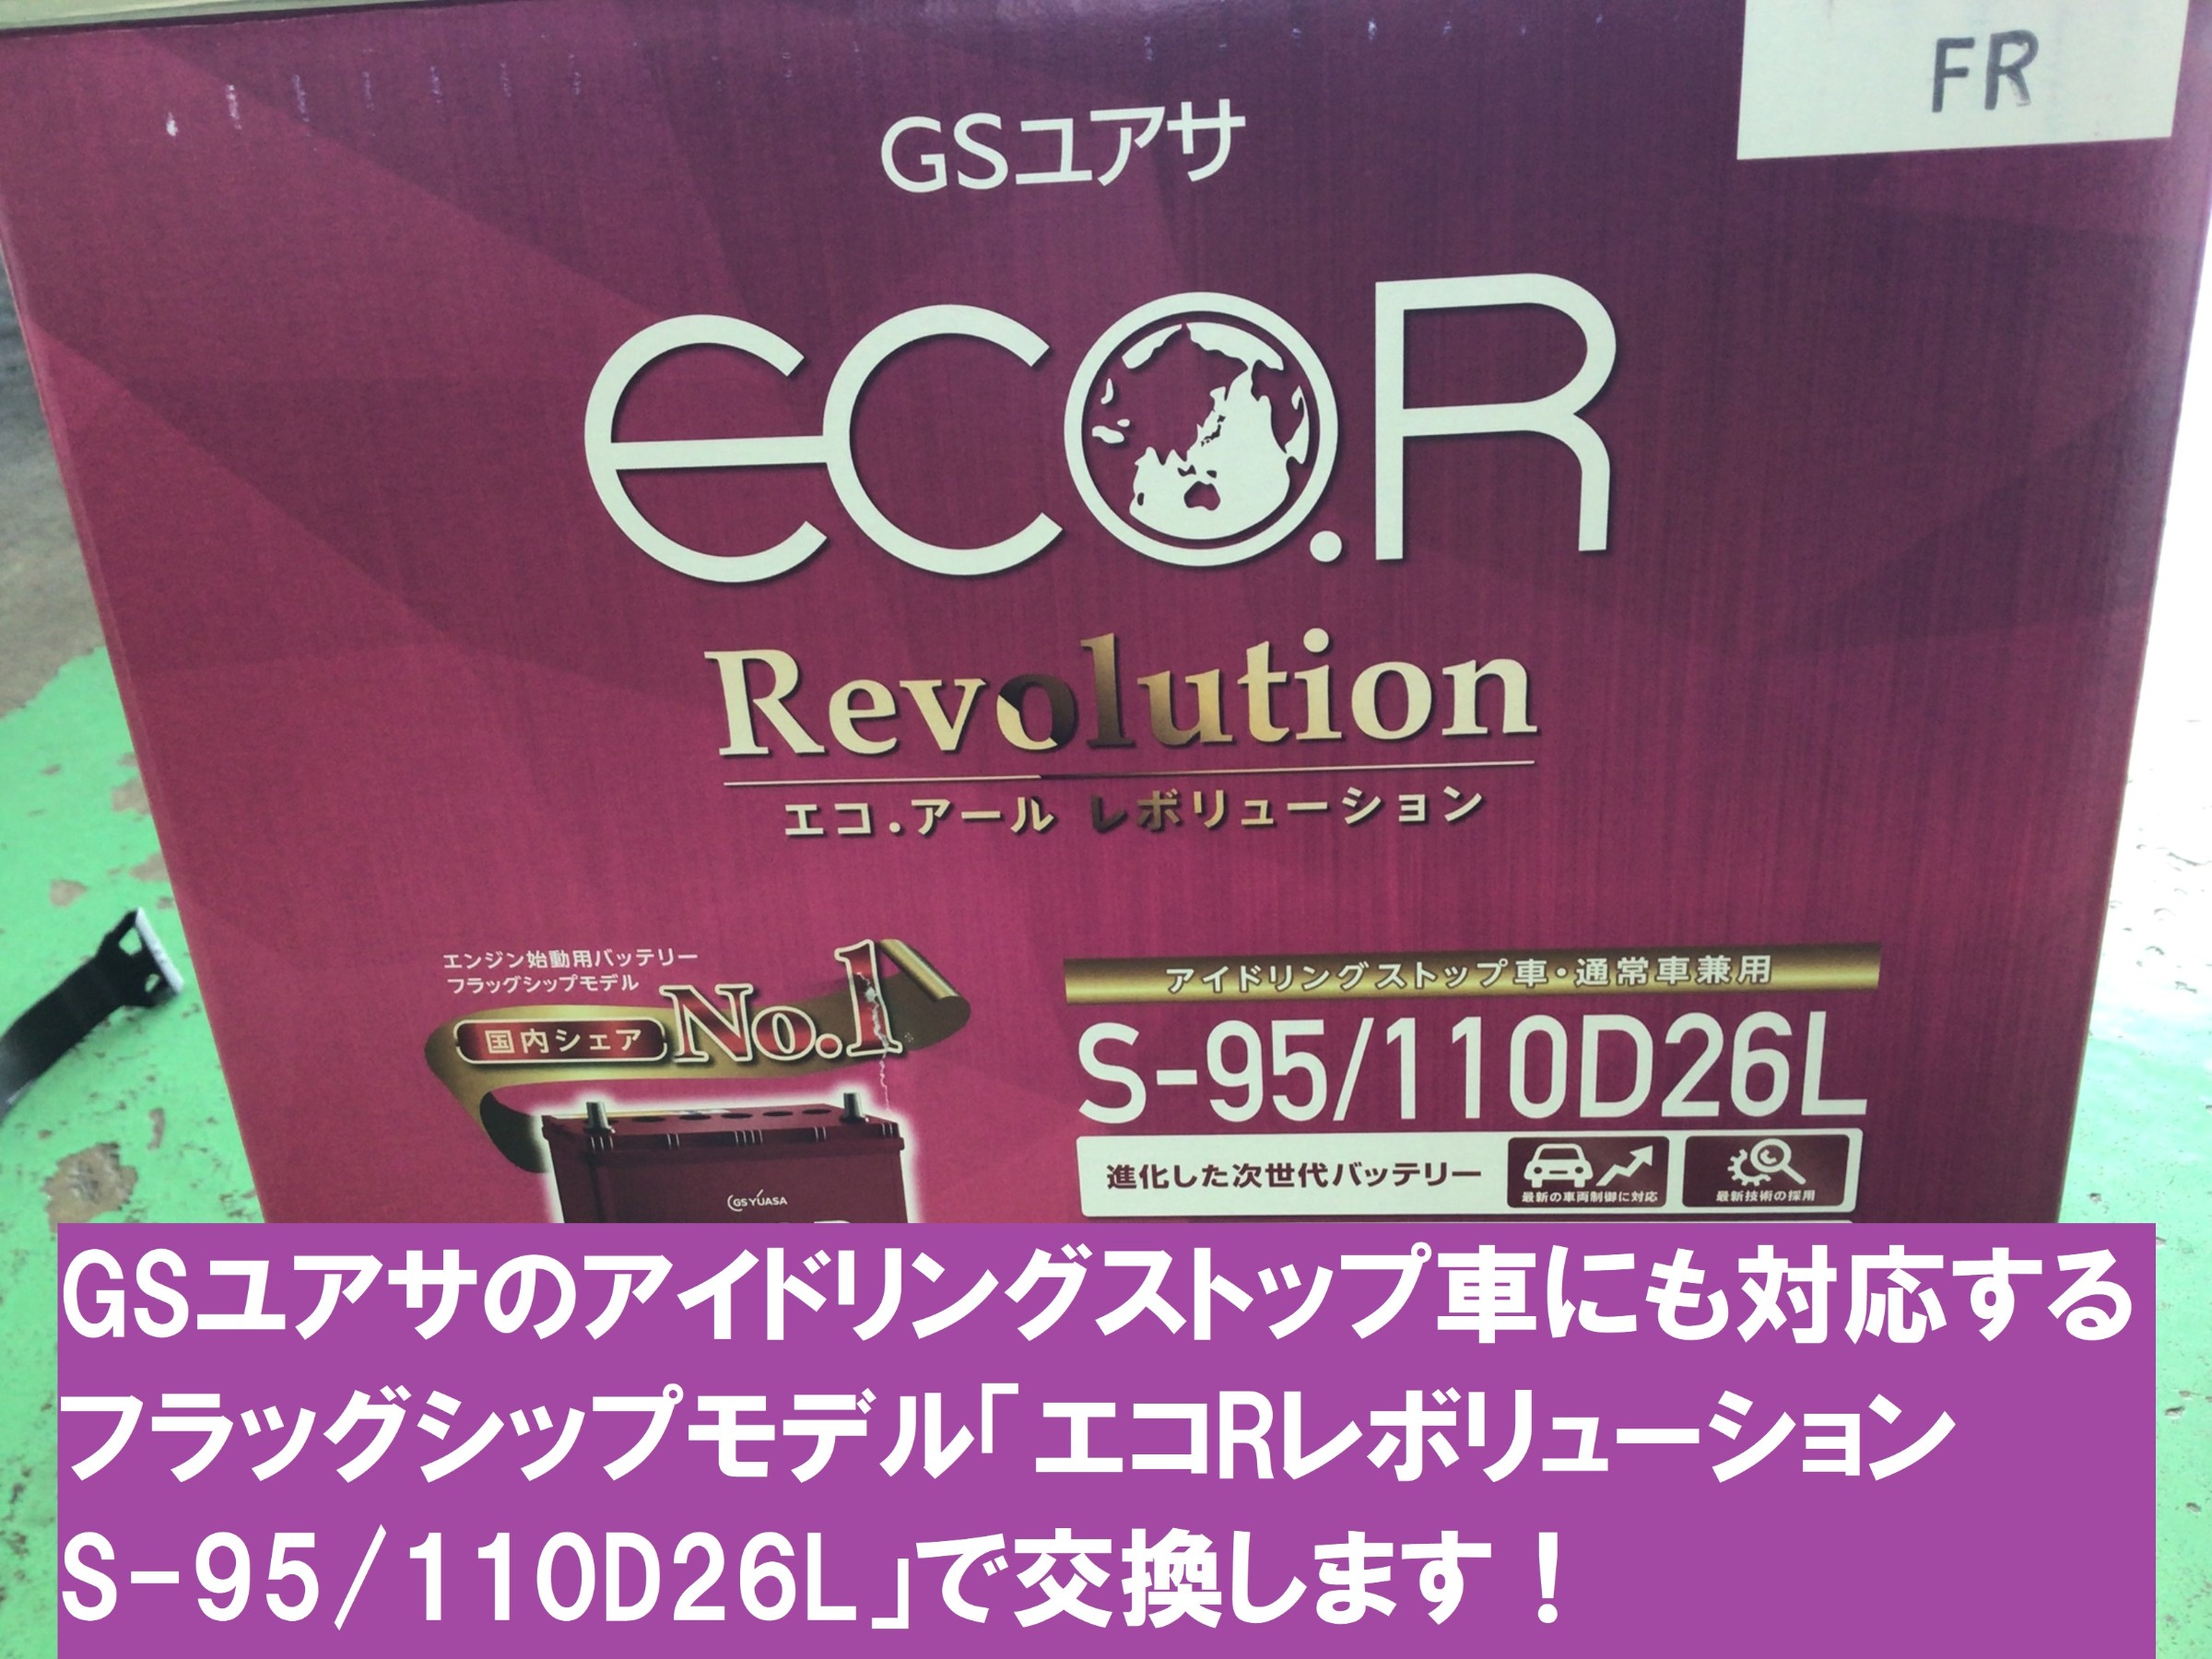 FR
GSユアサ
eco.R
Revolution
エコ.アール レボリューション
エンジン始動用バッテリー
フラッグシップモデル
国内シェア No.1
アイドリングストップ車・通常車兼用
S-95/110D26L
進化した次世代バッテリー
最新の車両制御に対応
最新技術の採用
GS YUASA
GSユアサのアイドリングストップ車にも対応する
フラッグシップモデル「エコRレボリューション
S-95/110D26L」で交換します！